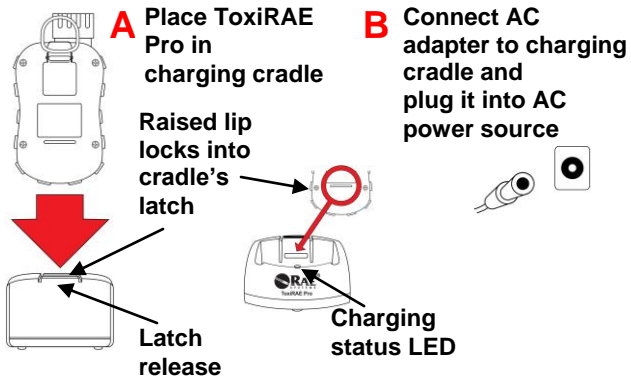 A Place ToxiRAE
Pro in
charging cradle
B Connect AC
adapter to charging
cradle and
plug it into AC
power source
Raised lip
locks into
cradle's
latch
RAE
SYSTEMS
ToxiRAE Pro
Latch
release
Charging
status LED